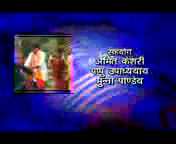 सहयोग
अमित केशरी
पप्पु उपाध्याय
मुन्ना पाण्डेय